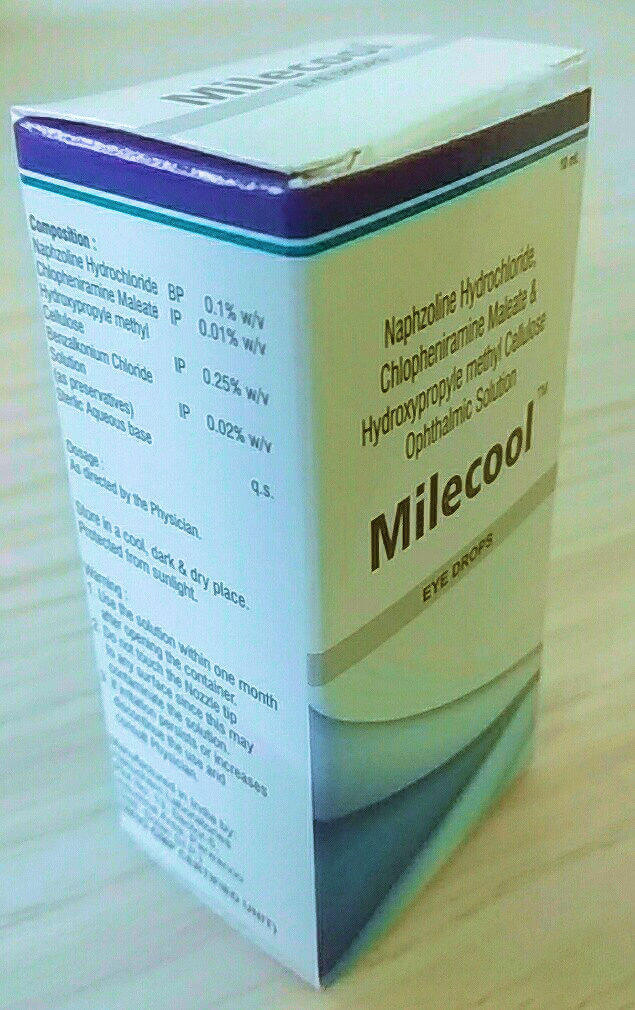 Milecool
EYE DROPS
10 ml.
Naphzoline Hydrochloride,
Chlopheniramine Maleate &
Hydroxypropyle methyl Cellulose
Ophthalmic Solution
Milecool™
EYE DROPS
Composition :
Naphzoline Hydrochloride BP 0.1% w/v
Chlopheniramine Maleate IP 0.01% w/v
Hydroxypropyle methyl
Cellulose IP 0.25% w/v
Benzalkonium Chloride
Solution IP 0.02% w/v
(as preservatives)
Sterlic Aqueous base q.s.
Dosage :
As directed by the Physician.
Store in a cool, dark & dry place.
Protected from sunlight.
Warning :
1. Use the solution within one month
after opening the container.
2. Do not touch the Nozzle tip
to any surface since this may
contaminate the solution.
If irritation persists or increases
discontinue the use and
consult Physician.
Manufactured in India by
CERTIFIED UNIT)